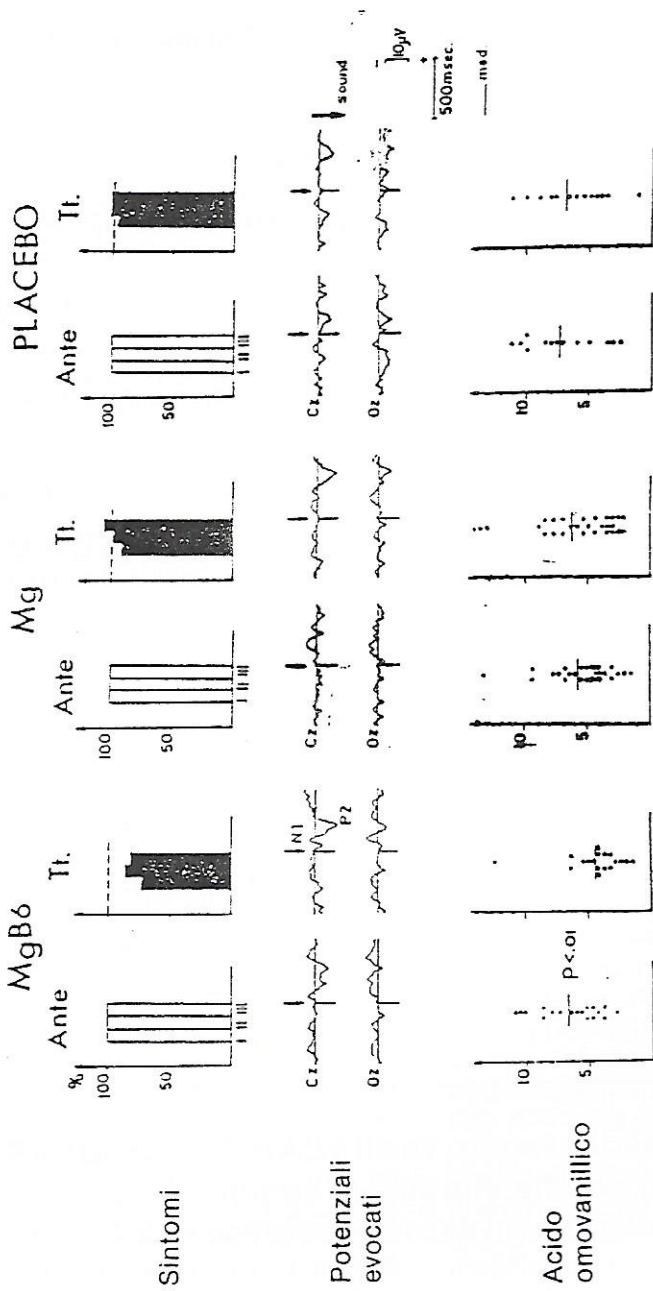 MgB6 Mg PLACEBO
Ante Tt. Ante Tt. Ante Tt.
Sintomi
%
100 100 100
50 50 50
I II III I II III I II III
Potenziali
evocati
Cz N1 Cz Cz
P2
Oz Oz Oz
sound
10µV
500msec.
med.
Acido
omovanillico
10 10 10
5 5 5
P<.01